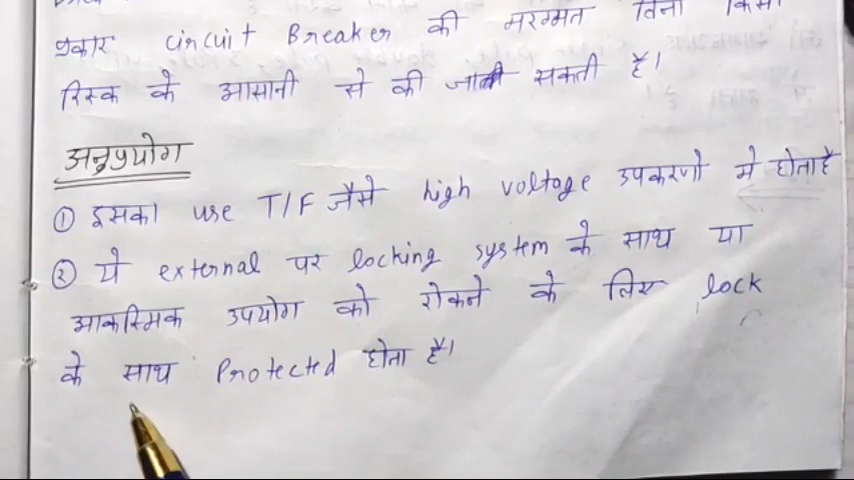 प्रकार circuit Breaker की मरम्मत बिना किसी
रिस्क के आसानी से की जा सकती है।
अनुप्रयोग
① इसका use T/F जैसे high voltage उपकरणो मे होता है
② ये external पर locking system के साथ या
आकस्मिक उपयोग को रोकने के लिए lock
के साथ Protected होता है।